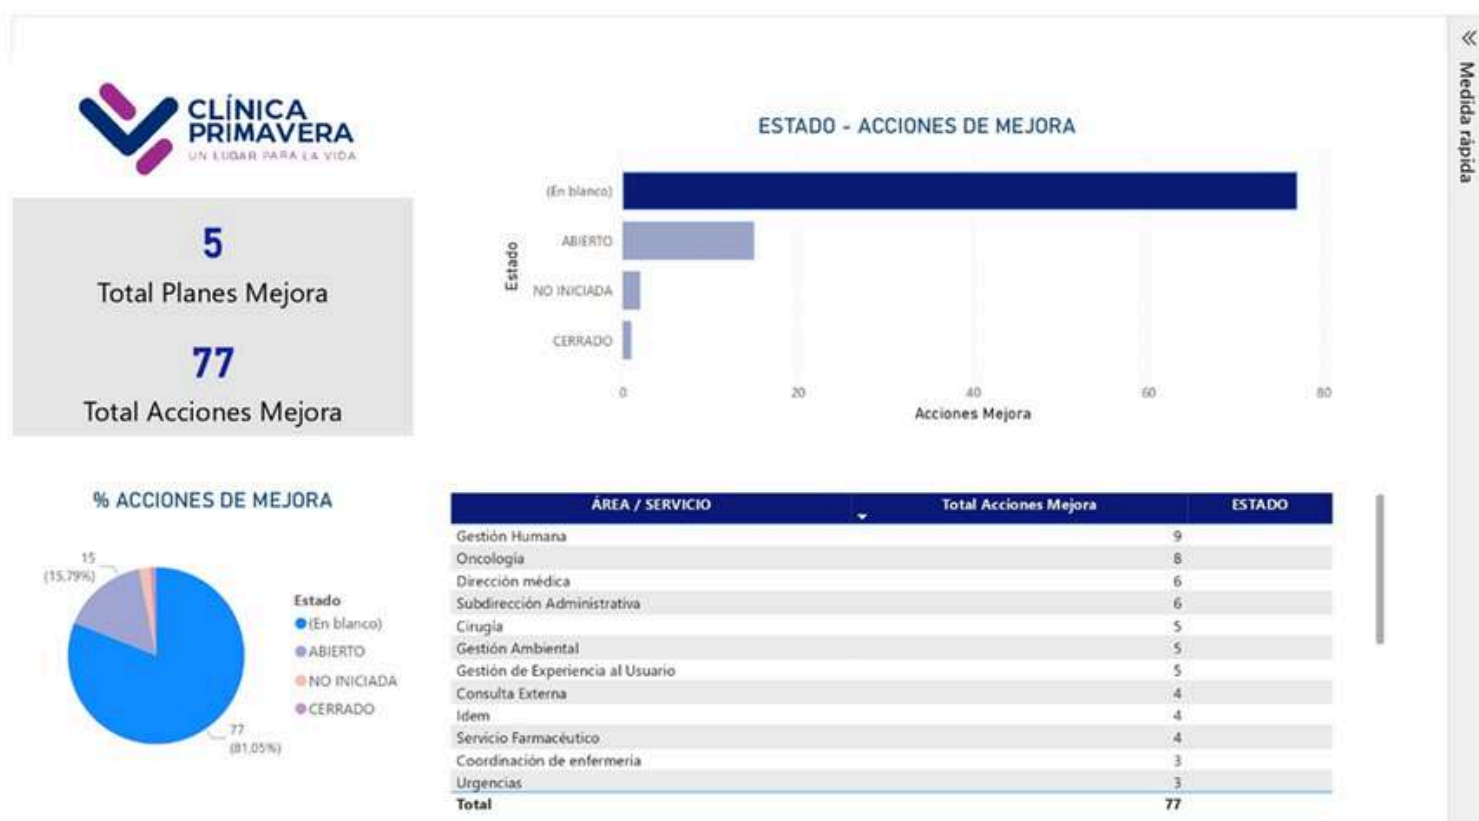 CLÍNICA
PRIMAVERA
UN LUGAR PARA LA VIDA
5
Total Planes Mejora
77
Total Acciones Mejora
ESTADO - ACCIONES DE MEJORA
Estado
(En blanco)
ABIERTO
NO INICIADA
CERRADO
0 20 40 60 80
Acciones Mejora
Medida rápida
% ACCIONES DE MEJORA
15
(15,79%)
77
(81,05%)
Estado
(En blanco)
ABIERTO
NO INICIADA
CERRADO
ÁREA / SERVICIO Total Acciones Mejora ESTADO
Gestión Humana 9
Oncología 8
Dirección médica 6
Subdirección Administrativa 6
Cirugía 5
Gestión Ambiental 5
Gestión de Experiencia al Usuario 5
Consulta Externa 4
Idem 4
Servicio Farmacéutico 4
Coordinación de enfermería 3
Urgencias 3
Total 77